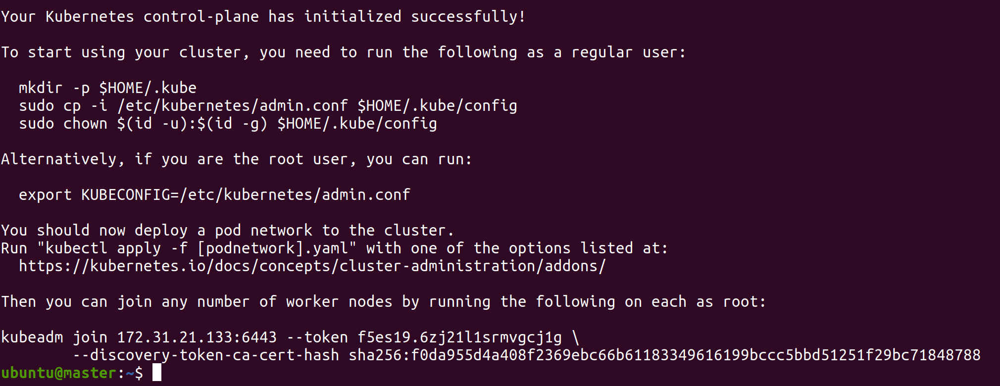 Your Kubernetes control-plane has initialized successfully!
To start using your cluster, you need to run the following as a regular user:
mkdir -p $HOME/.kube
sudo cp -i /etc/kubernetes/admin.conf $HOME/.kube/config
sudo chown $(id -u):$(id -g) $HOME/.kube/config
Alternatively, if you are the root user, you can run:
export KUBECONFIG=/etc/kubernetes/admin.conf
You should now deploy a pod network to the cluster.
Run "kubectl apply -f [podnetwork].yaml" with one of the options listed at:
https://kubernetes.io/docs/concepts/cluster-administration/addons/
Then you can join any number of worker nodes by running the following on each as root:
kubeadm join 172.31.21.133:6443 --token f5es19.6zj21l1srmvgcj1g \
--discovery-token-ca-cert-hash sha256:f0da955d4a408f2369ebc66b61183349616199bccc5bbd51251f29bc71848788
ubuntu@master:~$